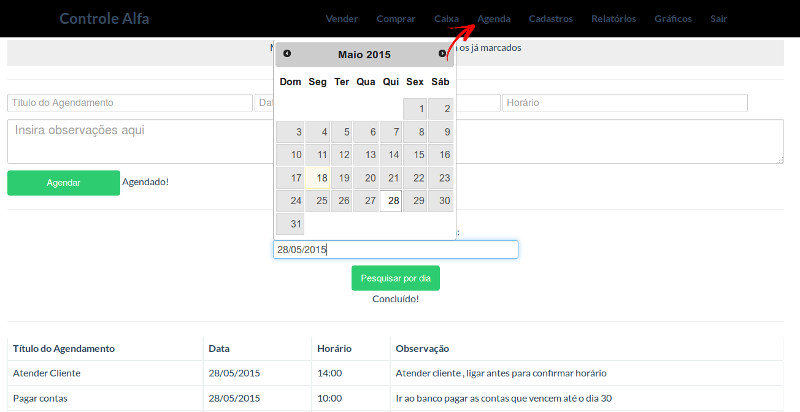 Controle Alfa Vender Comprar Caixa Agenda Cadastros Relatórios Gráficos Sair
os já marcados
Maio 2015
Dom Seg Ter Qua Qui Sex Sáb
1 2
3 4 5 6 7 8 9
10 11 12 13 14 15 16
17 18 19 20 21 22 23
24 25 26 27 28 29 30
31
Título do Agendamento Horário
Insira observações aqui
Agendar Agendado!
28/05/2015
Pesquisar por dia
Concluído!
Título do Agendamento Data Horário Observação
Atender Cliente 28/05/2015 14:00 Atender cliente , ligar antes para confirmar horário
Pagar contas 28/05/2015 10:00 Ir ao banco pagar as contas que vencem até o dia 30